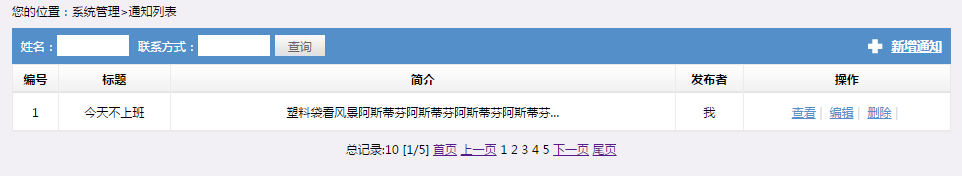 您的位置：系统管理>通知列表
姓名： 联系方式： 查询 新增通知
编号 标题 简介 发布者 操作
1 今天不上班 塑料袋看风景阿斯蒂芬阿斯蒂芬阿斯蒂芬阿斯蒂芬... 我 查看| 编辑| 删除|
总记录:10 [1/5] 首页 上一页 1 2 3 4 5 下一页 尾页